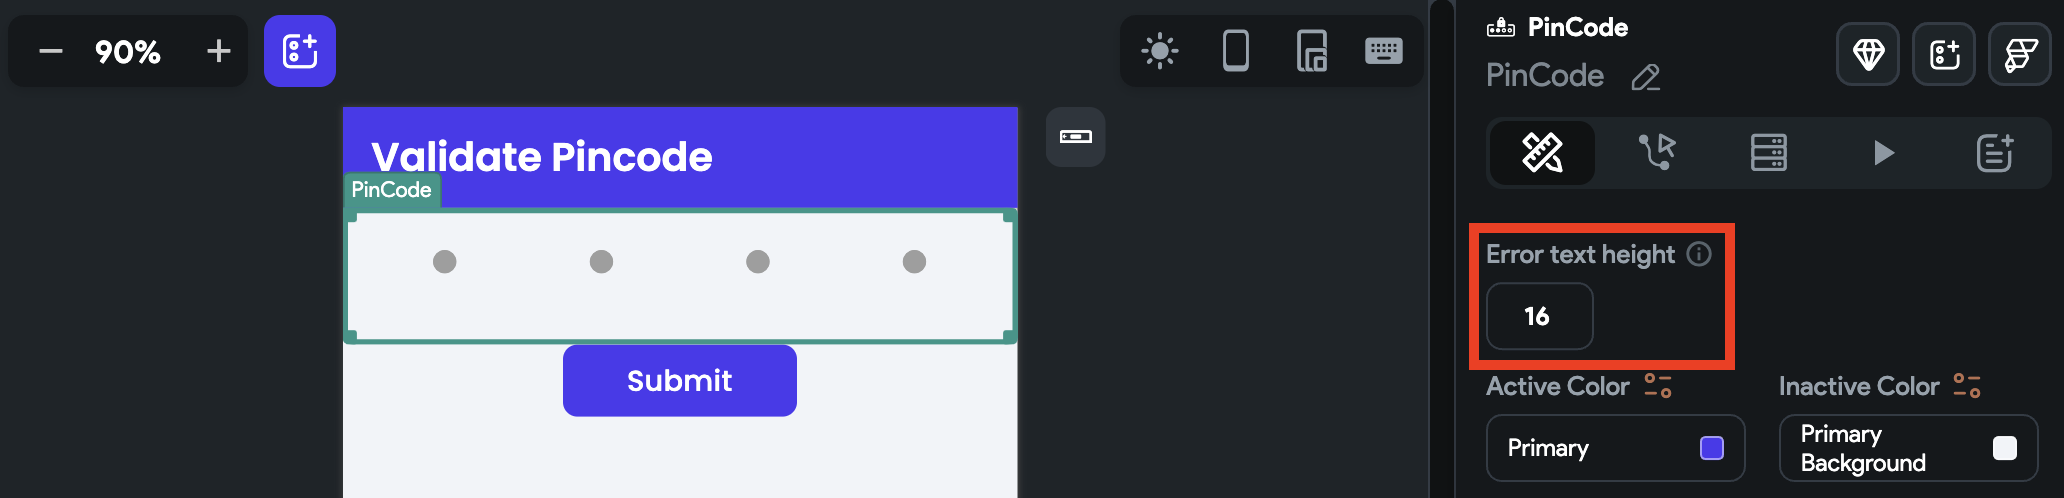 90%
Validate Pincode
PinCode
Submit
PinCode
PinCode
Error text height
16
Active Color
Inactive Color
Primary
Primary
Background